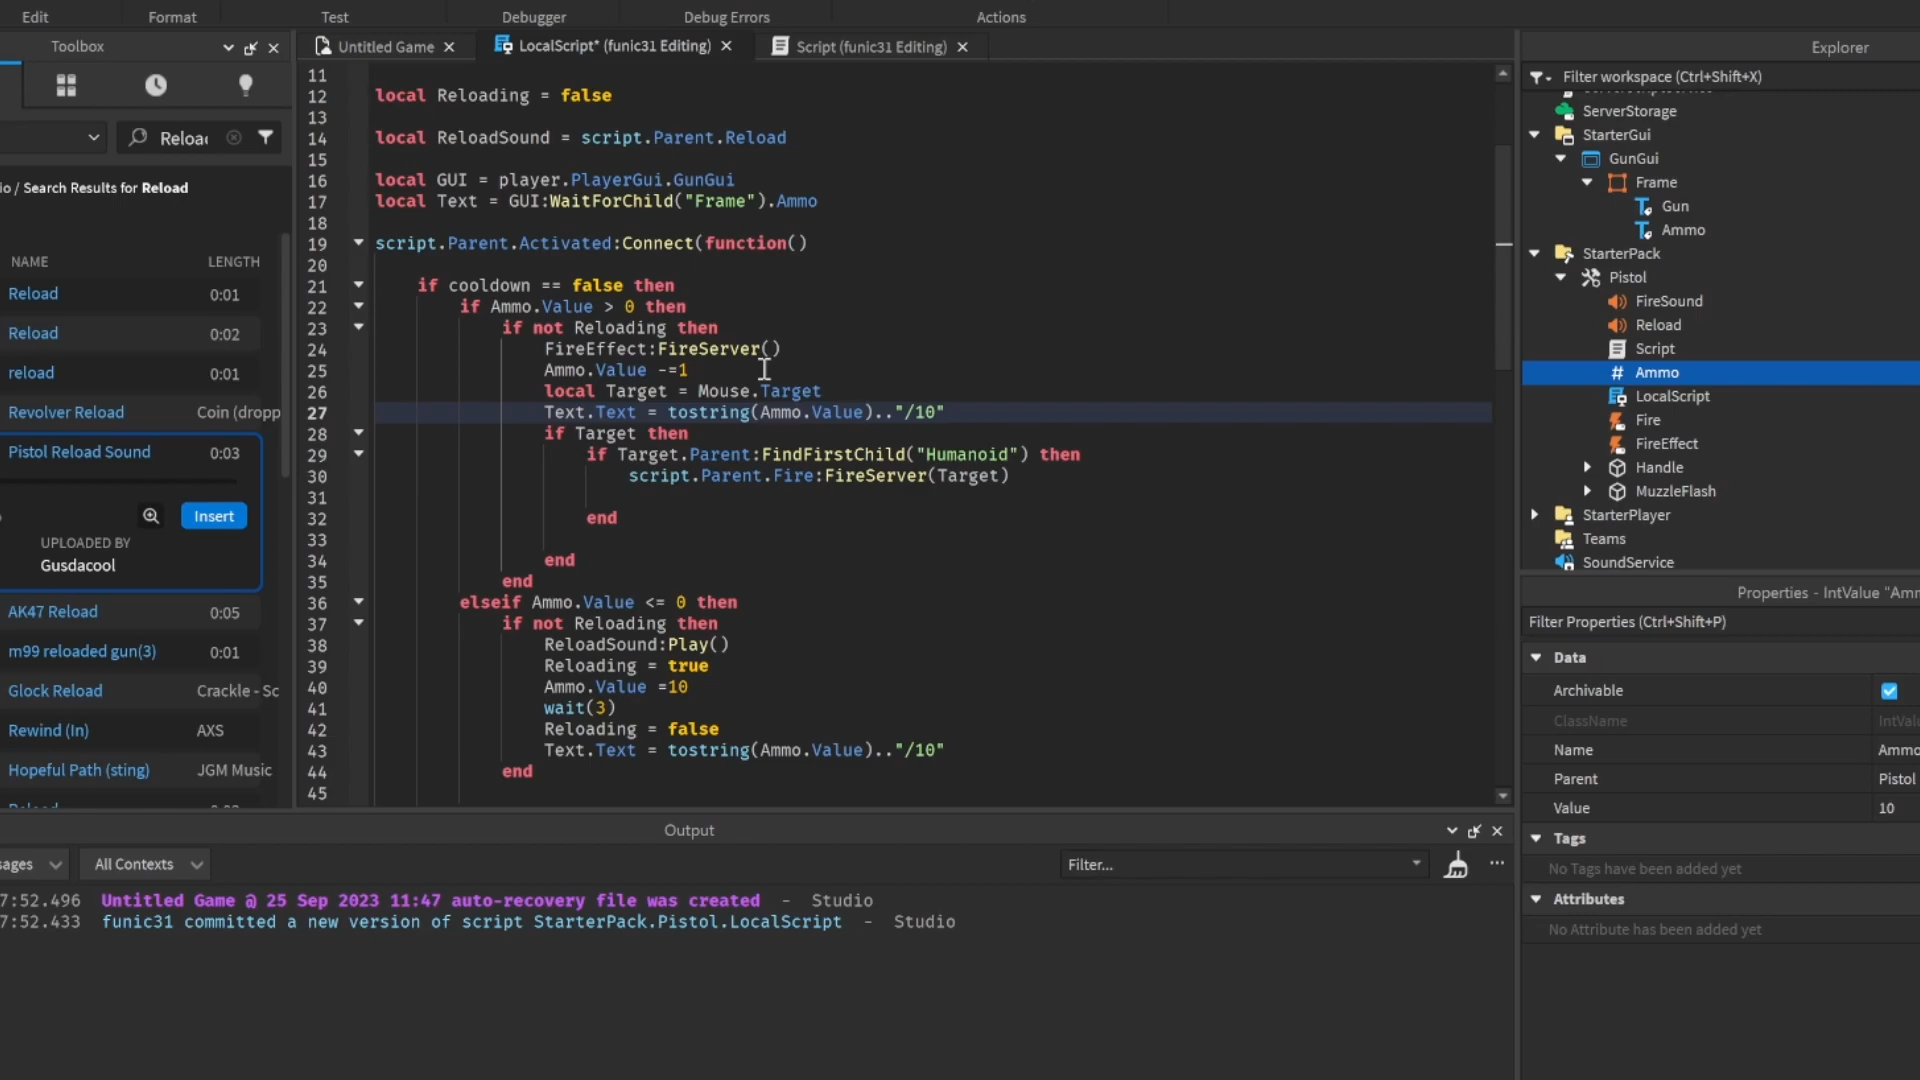 Edit Format Test Debugger Debug Errors Actions
Toolbox
Untitled Game
LocalScript* (funic31 Editing)
Script (funic31 Editing)
Explorer
Filter workspace (Ctrl+Shift+X)
ServerStorage
StarterGui
GunGui
Frame
Gun
Ammo
StarterPack
Pistol
FireSound
Reload
Script
Ammo
LocalScript
Fire
FireEffect
Handle
MuzzleFlash
StarterPlayer
Teams
SoundService
Reloa
io / Search Results for Reload
NAME LENGTH
Reload 0:01
Reload 0:02
reload 0:01
Revolver Reload Coin (dropp
Pistol Reload Sound 0:03
Insert
UPLOADED BY
Gusdacool
AK47 Reload 0:05
m99 reloaded gun(3) 0:01
Glock Reload Crackle - Sc
Rewind (In) AXS
Hopeful Path (sting) JGM Music
11
12 local Reloading = false
13
14 local ReloadSound = script.Parent.Reload
15
16 local GUI = player.PlayerGui.GunGui
17 local Text = GUI:WaitForChild("Frame").Ammo
18
19 script.Parent.Activated:Connect(function()
20
21 if cooldown == false then
22 if Ammo.Value > 0 then
23 if not Reloading then
24 FireEffect:FireServer()
25 Ammo.Value -=1
26 local Target = Mouse.Target
27 Text.Text = tostring(Ammo.Value).."/10"
28 if Target then
29 if Target.Parent:FindFirstChild("Humanoid") then
30 script.Parent.Fire:FireServer(Target)
31
32 end
33
34 end
35 end
36 elseif Ammo.Value <= 0 then
37 if not Reloading then
38 ReloadSound:Play()
39 Reloading = true
40 Ammo.Value =10
41 wait(3)
42 Reloading = false
43 Text.Text = tostring(Ammo.Value).."/10"
44 end
45
Properties - IntValue "Amm
Filter Properties (Ctrl+Shift+P)
Data
Archivable
ClassName IntValu
Name Ammo
Parent Pistol
Value 10
Tags
No Tags have been added yet
Attributes
No Attribute has been added yet
Output
sages All Contexts Filter...
7:52.496 Untitled Game @ 25 Sep 2023 11:47 auto-recovery file was created - Studio
7:52.433 funic31 committed a new version of script StarterPack.Pistol.LocalScript - Studio